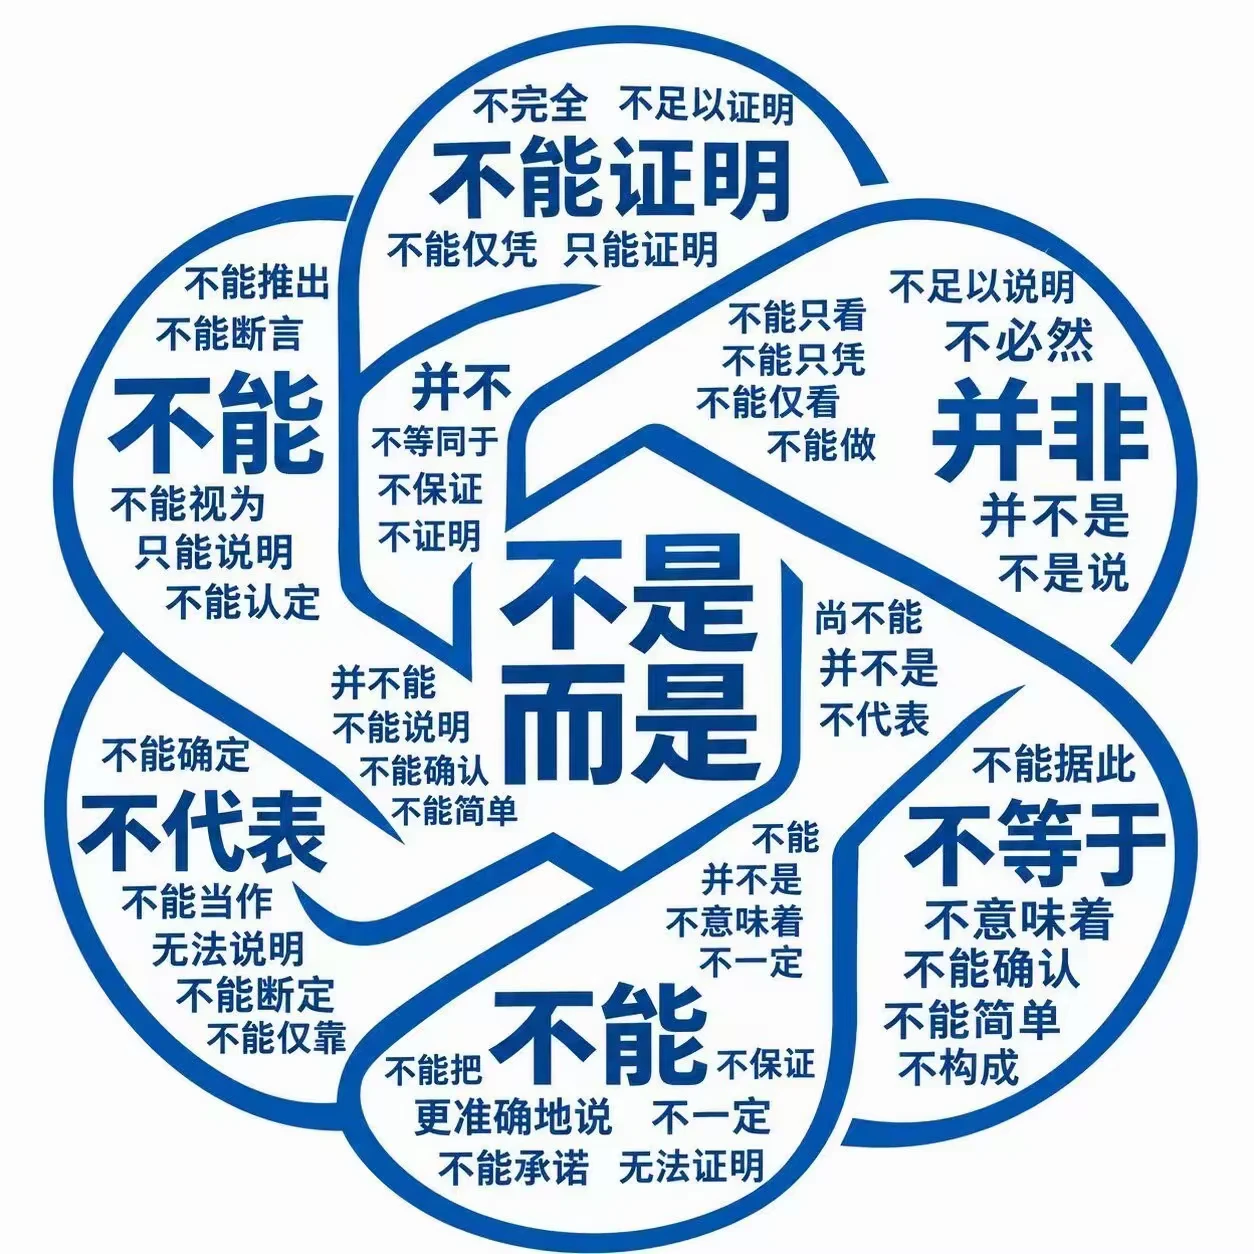 不完全 不足以证明
不能证明
不能仅凭 只能证明
不能推出
不能断言
不能
不能视为
只能说明
不能认定
并不
不等同于
不保证
不证明
不能只看
不能只凭
不能仅看
不能做
不足以说明
不必然
并非
并不是
不是说
不是
而是
尚不能
并不是
不代表
并不能
不能说明
不能确认
不能简单
不能确定
不代表
不能当作
无法说明
不能断定
不能仅靠
不能
并不是
不意味着
不一定
不能据此
不等于
不意味着
不能确认
不能简单
不构成
不能把 不能 不保证
更准确地说 不一定
不能承诺 无法证明